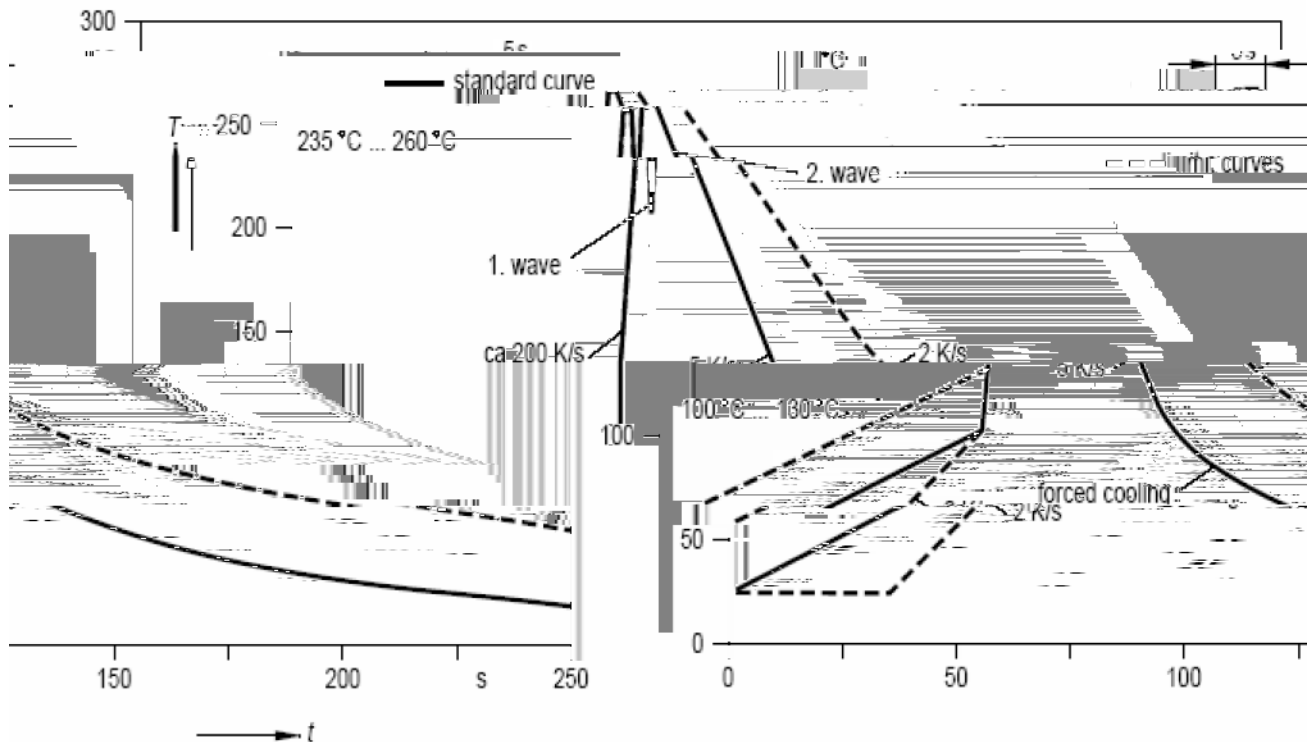 300
5 s
°C
standard curve
T
250
235 °C ... 260 °C
2. wave
limit curves
200
1. wave
150
ca 200 K/s
2 K/s
100 °C ... 130 °C
100
forced cooling
2 K/s
50
0
150
200
s
250
0
50
100
t